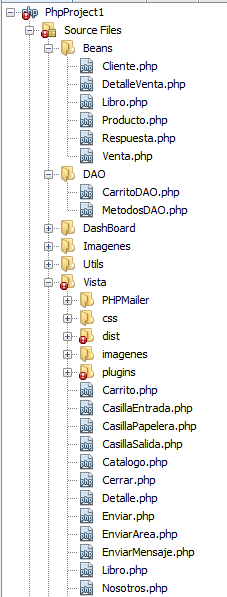 PhpProject1
Source Files
Beans
Cliente.php
DetalleVenta.php
Libro.php
Producto.php
Respuesta.php
Venta.php
DAO
CarritoDAO.php
MetodosDAO.php
DashBoard
Imagenes
Utils
Vista
PHPMailer
css
dist
imagenes
plugins
Carrito.php
CasillaEntrada.php
CasillaPapelera.php
CasillaSalida.php
Catalogo.php
Cerrar.php
Detalle.php
Enviar.php
EnviarArea.php
EnviarMensaje.php
Libro.php
Nosotros.php